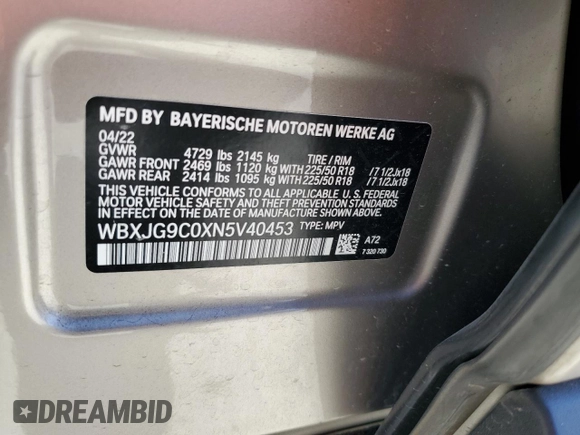 MFD BY BAYERISCHE MOTOREN WERKE AG
04/22
GVWR 4729 lbs 2145 kg TIRE / RIM
GAWR FRONT 2469 lbs 1120 kg WITH 225/50 R18 /7 1/2Jx18
GAWR REAR 2414 lbs 1095 kg WITH 225/50 R18 /7 1/2Jx18
THIS VEHICLE CONFORMS TO ALL APPLICABLE U. S. FEDERAL
MOTOR VEHICLE SAFETY, BUMPER, AND THEFT PREVENTION
STANDARDS IN EFFECT ON THE DATE OF MANUFACTURE SHOWN ABOVE.
WBXJG9C0XN5V40453 TYPE: MPV
A72
7 320 730
DREAMBID